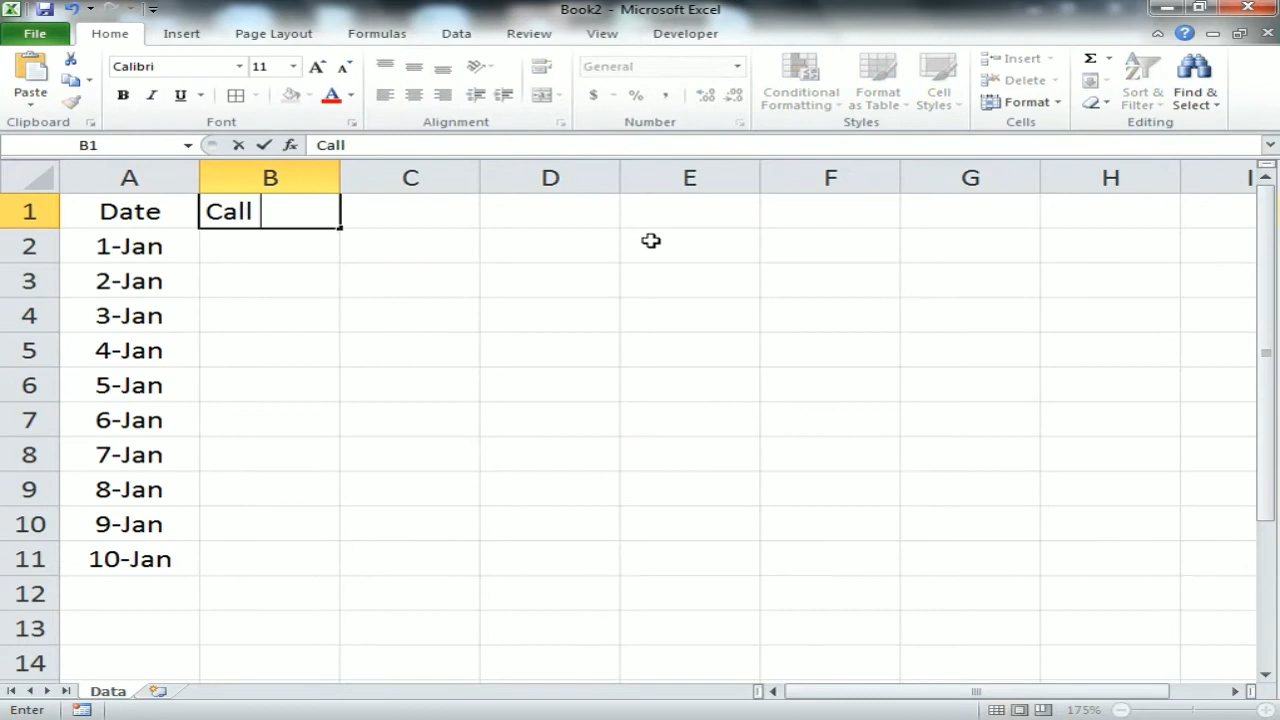 Book2 - Microsoft Excel
File Home Insert Page Layout Formulas Data Review View Developer
Calibri 11 General Insert Σ
Paste Delete
B I U A $ % , Conditional Formatting Format as Table Cell Styles Format Sort & Filter Find & Select
Clipboard Font Alignment Number Styles Cells Editing
B1 fx Call
A B C D E F G H I
1 Date Call
2 1-Jan
3 2-Jan
4 3-Jan
5 4-Jan
6 5-Jan
7 6-Jan
8 7-Jan
9 8-Jan
10 9-Jan
11 10-Jan
12
13
14
Data
Enter 175%